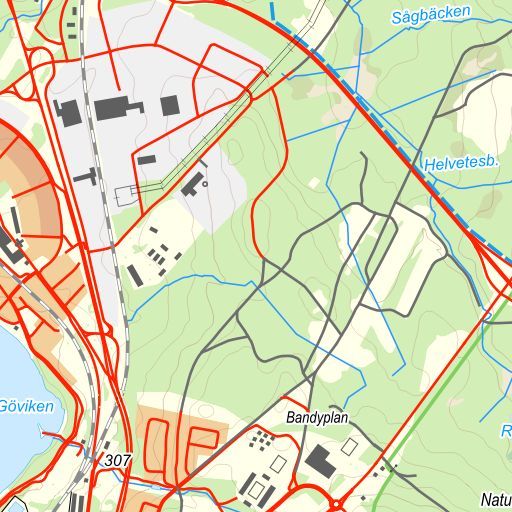 Sågbäcken
Helvetesb.
Göviken
Bandyplan
307
R
Natu